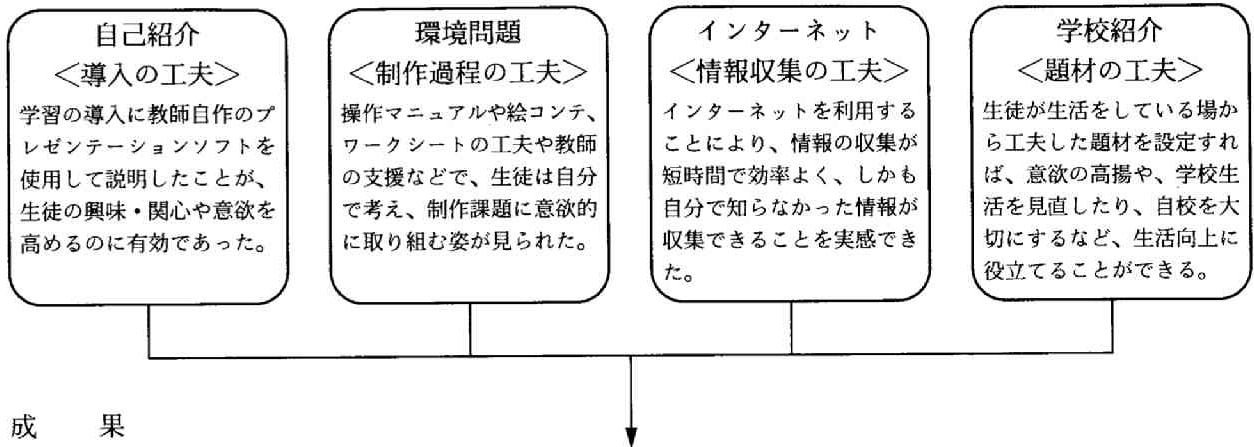 自己紹介
＜導入の工夫＞
学習の導入に教師自作のプ
レゼンテーションソフトを
使用して説明したことが、
生徒の興味・関心や意欲を
高めるのに有効であった。
環境問題
＜制作過程の工夫＞
操作マニュアルや絵コンテ、
ワークシートの工夫や教師
の支援などで、生徒は自分
で考え、制作課題に意欲的
に取り組む姿が見られた。
インターネット
＜情報収集の工夫＞
インターネットを利用する
ことにより、情報の収集が
短時間で効率よく、しかも
自分で知らなかった情報が
収集できることを実感でき
た。
学校紹介
＜題材の工夫＞
生徒が生活をしている場か
ら工夫した題材を設定すれ
ば、意欲の高揚や、学校生
活を見直したり、自校を大
切にするなど、生活向上に
役立てることができる。
成　果